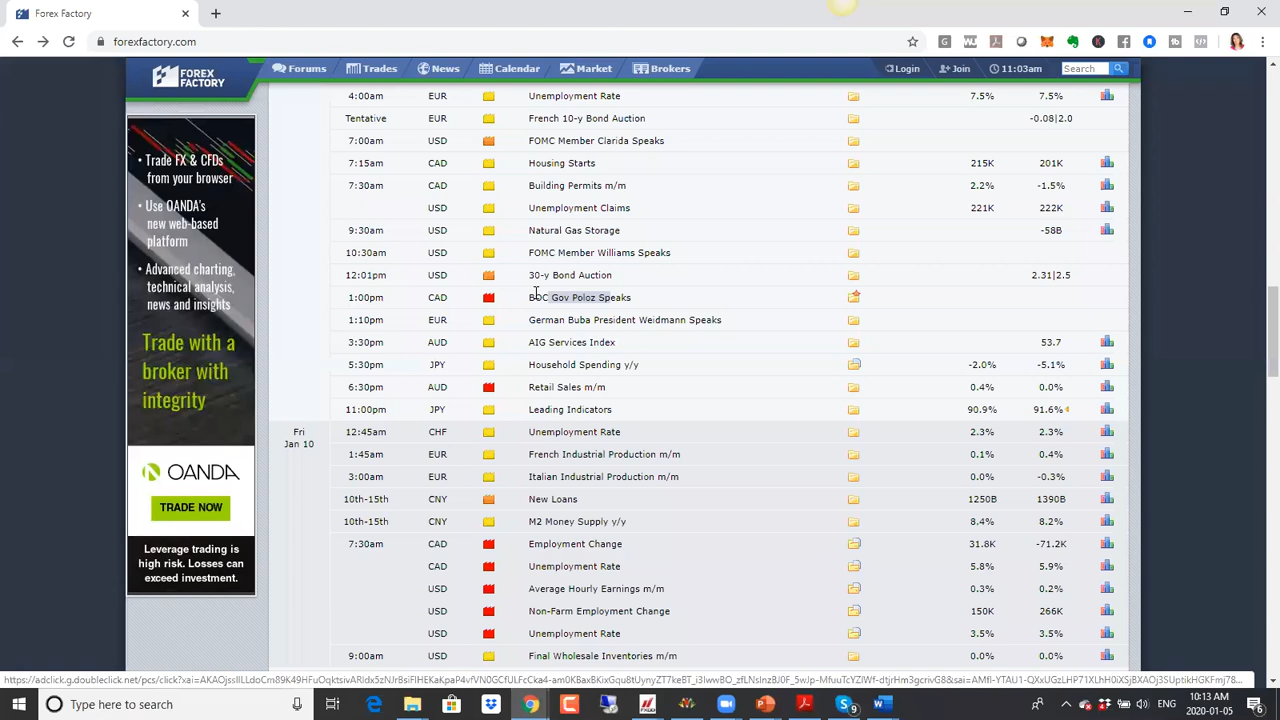 Forex Factory
forexfactory.com
FOREX
FACTORY
Forums
Trades
News
Calendar
Market
Brokers
Login
Join
11:03am
Search
4:00am EUR Unemployment Rate 7.5% 7.5%
Tentative EUR French 10-y Bond Auction -0.08|2.0
7:00am USD FOMC Member Clarida Speaks
7:15am CAD Housing Starts 215K 201K
7:30am CAD Building Permits m/m 2.2% -1.5%
USD Unemployment Claims 221K 222K
9:30am USD Natural Gas Storage -58B
10:30am USD FOMC Member Williams Speaks
12:01pm USD 30-y Bond Auction 2.31|2.5
1:00pm CAD BOC Gov Poloz Speaks
1:10pm EUR German Buba President Weidmann Speaks
3:30pm AUD AIG Services Index 53.7
5:30pm JPY Household Spending y/y -2.0% -5.1%
6:30pm AUD Retail Sales m/m 0.4% 0.0%
11:00pm JPY Leading Indicators 90.9% 91.6%
Fri
Jan 10
12:45am CHF Unemployment Rate 2.3% 2.3%
1:45am EUR French Industrial Production m/m 0.1% 0.4%
3:00am EUR Italian Industrial Production m/m 0.0% -0.3%
10th-15th CNY New Loans 1250B 1390B
10th-15th CNY M2 Money Supply y/y 8.4% 8.2%
7:30am CAD Employment Change 31.8K -71.2K
CAD Unemployment Rate 5.8% 5.9%
USD Average Hourly Earnings m/m 0.3% 0.2%
USD Non-Farm Employment Change 150K 266K
USD Unemployment Rate 3.5% 3.5%
9:00am USD Final Wholesale Inventories m/m 0.0% 0.0%
• Trade FX & CFDs
from your browser
• Use OANDA's
new web-based
platform
• Advanced charting,
technical analysis,
news and insights
Trade with a
broker with
integrity
OANDA
TRADE NOW
Leverage trading is
high risk. Losses can
exceed investment.
Type here to search
10:13 AM
2020-01-05